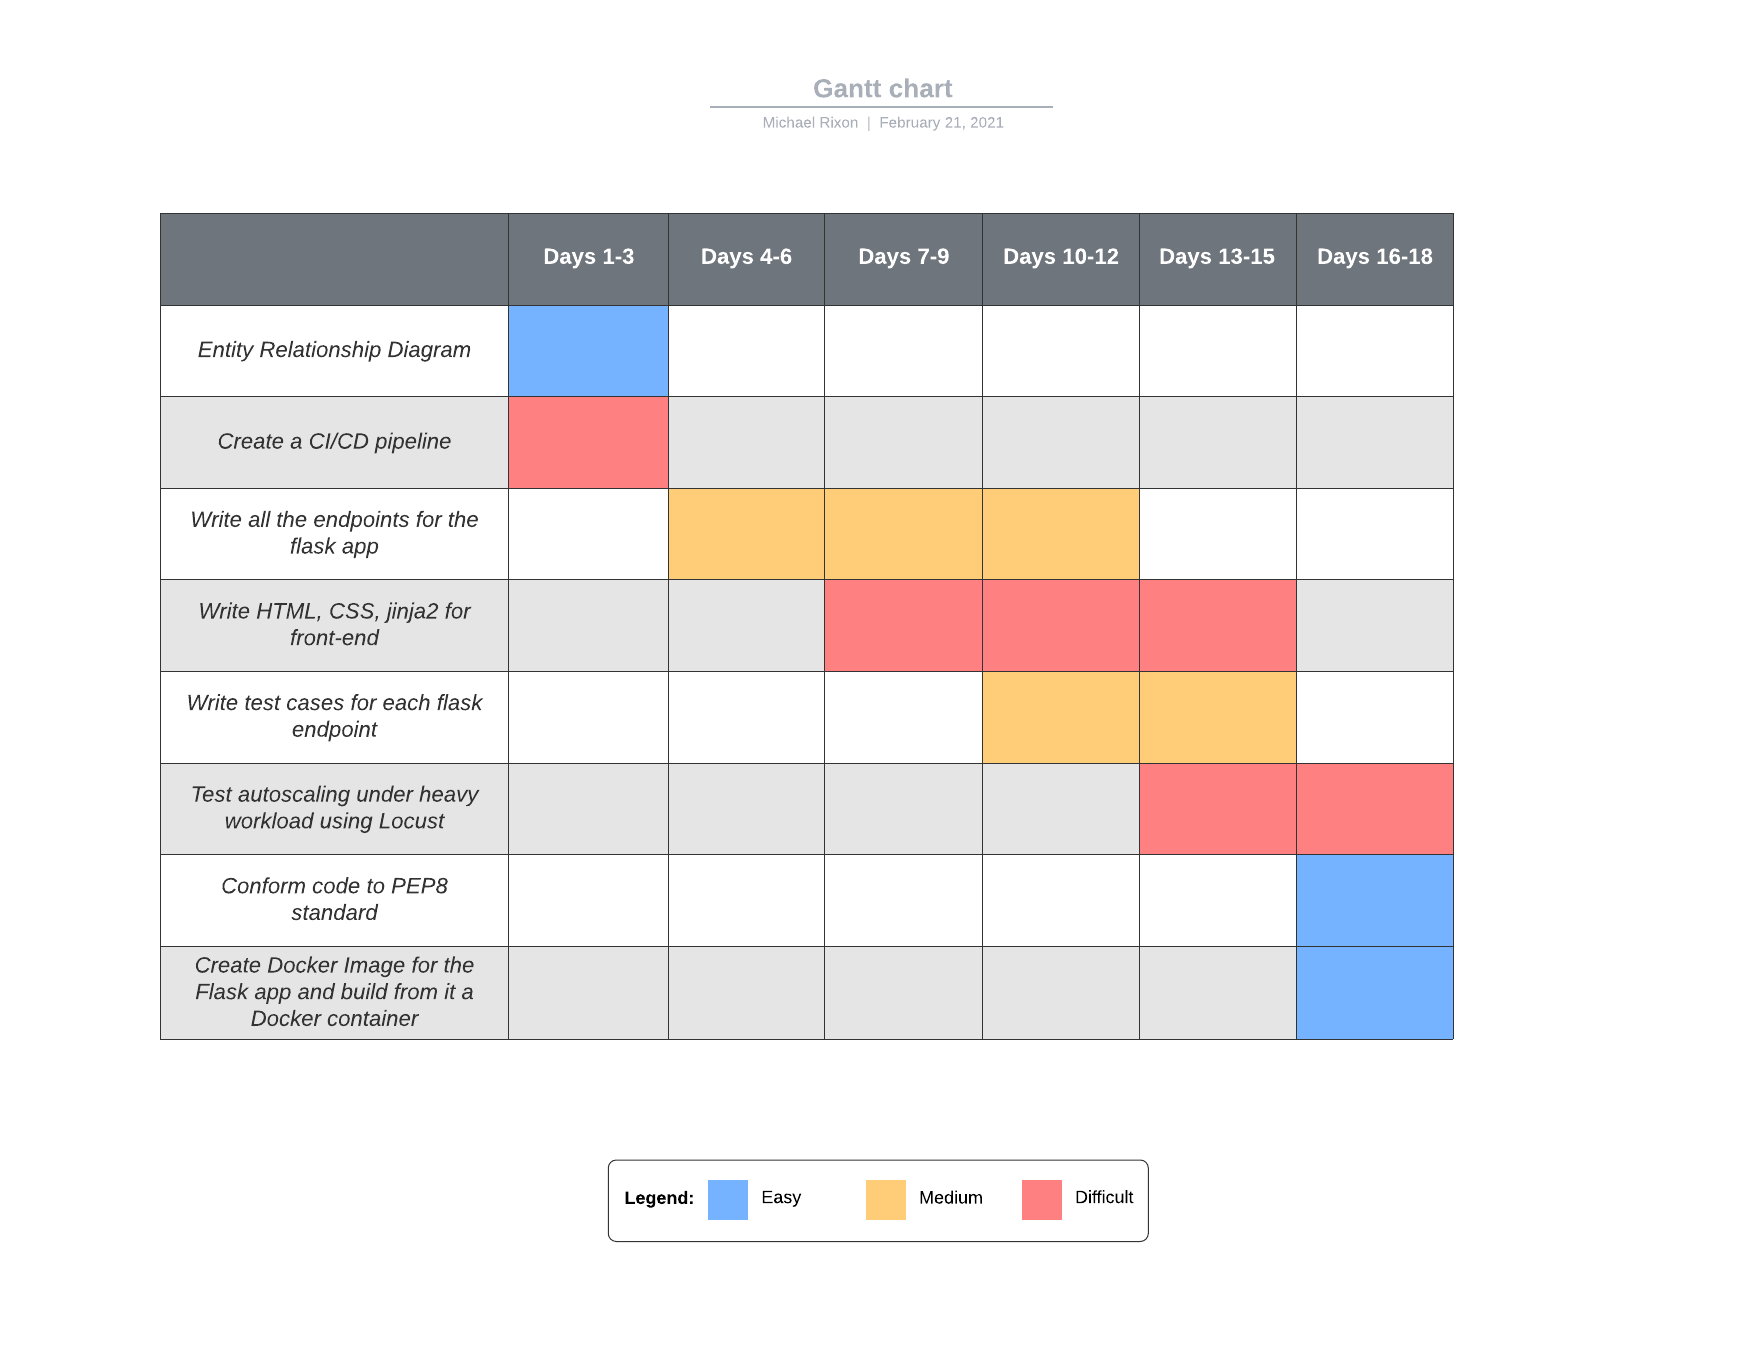 Gantt chart
Michael Rixon | February 21, 2021
Days 1-3
Days 4-6
Days 7-9
Days 10-12
Days 13-15
Days 16-18
Entity Relationship Diagram
Create a CI/CD pipeline
Write all the endpoints for the
flask app
Write HTML, CSS, jinja2 for
front-end
Write test cases for each flask
endpoint
Test autoscaling under heavy
workload using Locust
Conform code to PEP8
standard
Create Docker Image for the
Flask app and build from it a
Docker container
Legend:
Easy
Medium
Difficult